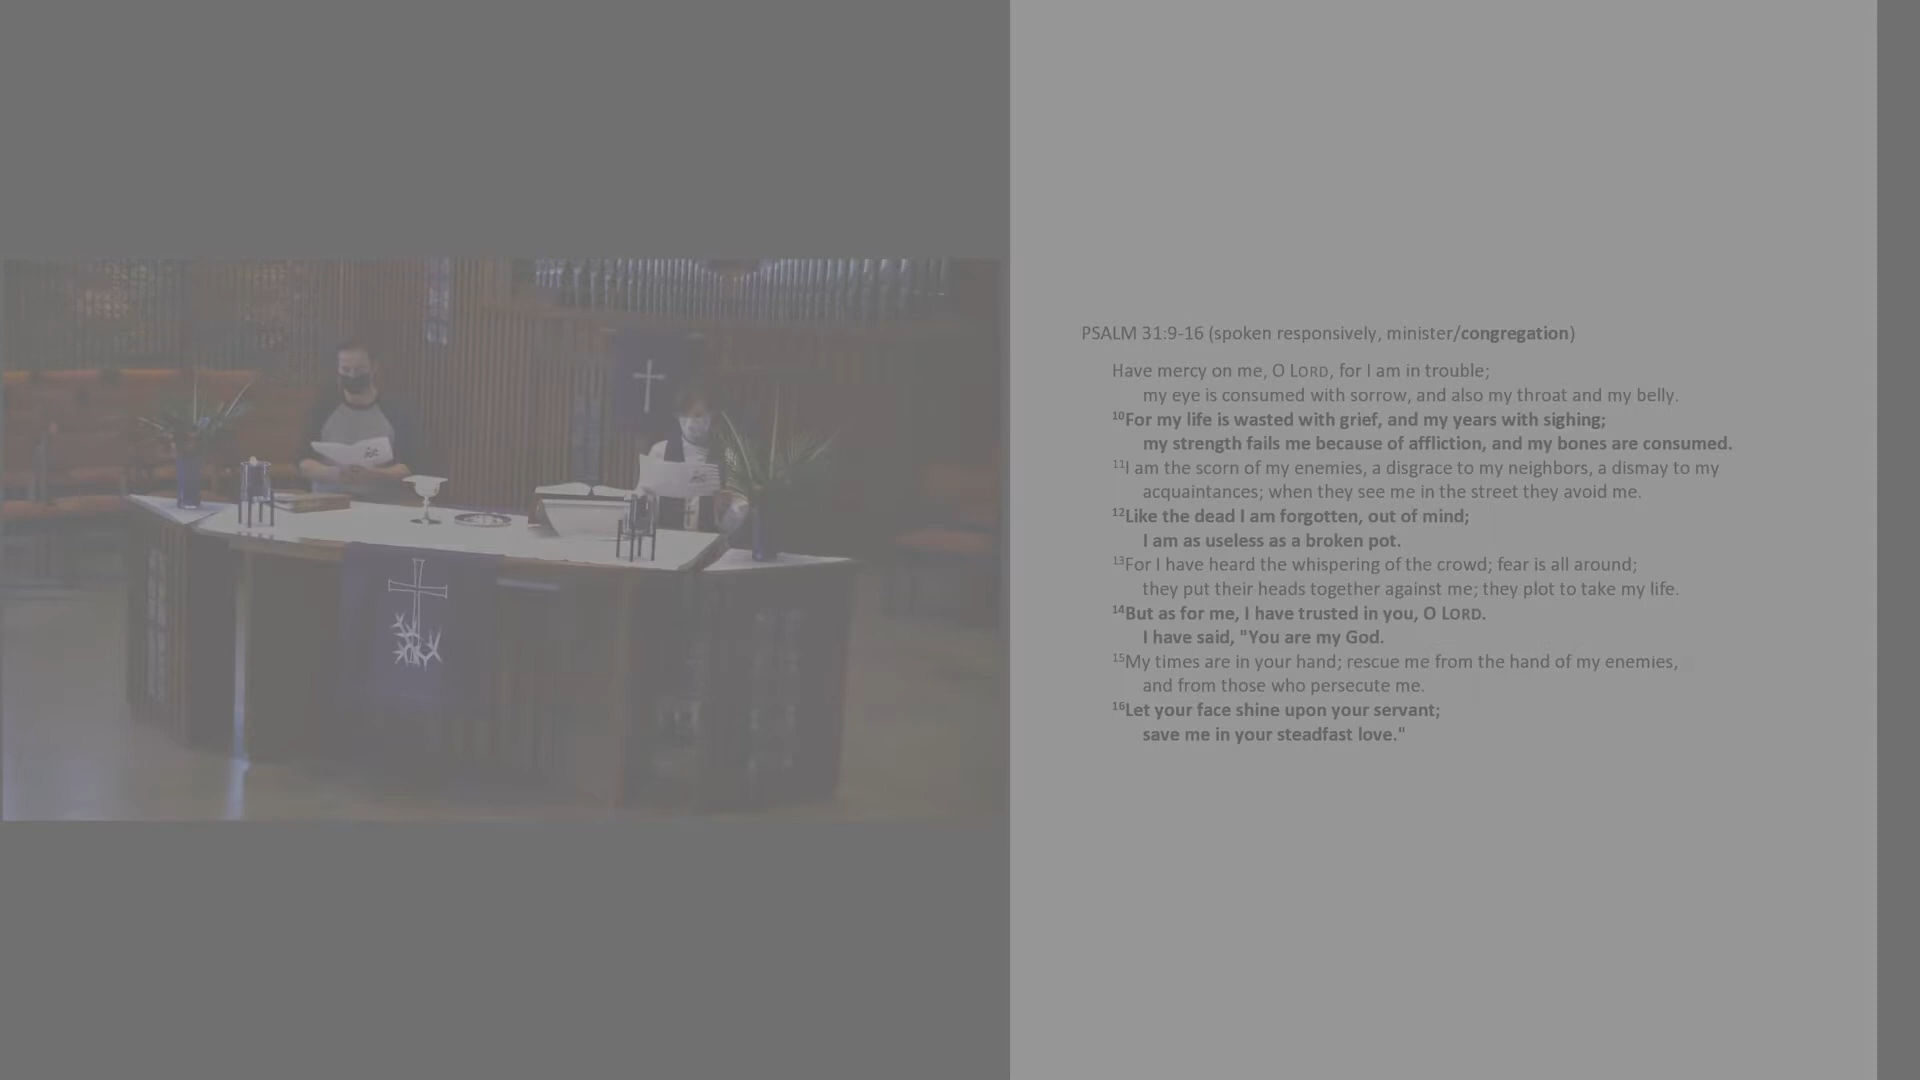 PSALM 31:9-16 (spoken responsively, minister/congregation)
Have mercy on me, O LORD, for I am in trouble;
my eye is consumed with sorrow, and also my throat and my belly.
10For my life is wasted with grief, and my years with sighing;
my strength fails me because of affliction, and my bones are consumed.
11I am the scorn of my enemies, a disgrace to my neighbors, a dismay to my
acquaintances; when they see me in the street they avoid me.
12Like the dead I am forgotten, out of mind;
I am as useless as a broken pot.
13For I have heard the whispering of the crowd; fear is all around;
they put their heads together against me; they plot to take my life.
14But as for me, I have trusted in you, O LORD.
I have said, "You are my God.
15My times are in your hand; rescue me from the hand of my enemies,
and from those who persecute me.
16Let your face shine upon your servant;
save me in your steadfast love."